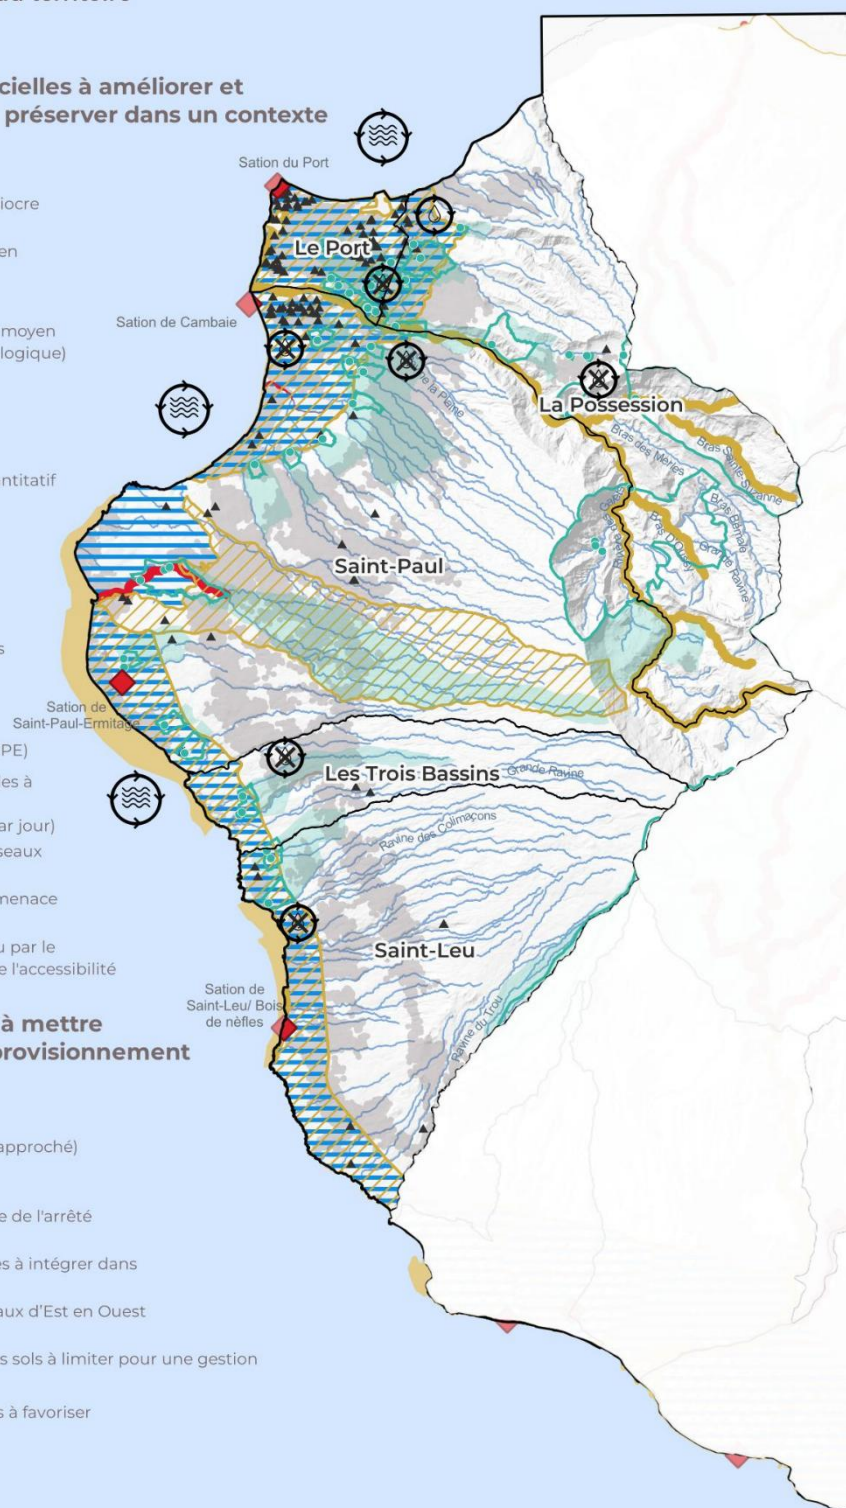 cielles à améliorer et
préserver dans un contexte
Sation du Port
iocre
en
Le Port
Sation de Cambaie
moyen
logique)
La Possession
Bras des Merles
Bras Sainte-Suzanne
Bras Bémale
Grande Ravine
antitatif
Saint-Paul
s
Sation de
Saint-Paul-Ermitage
PE)
les à
Les Trois Bassins
Grande Ravine
ar jour)
Ravine des Colimaçons
seaux
menace
u par le
e l'accessibilité
Saint-Leu
Sation de
Saint-Leu/ Bois
de nèfles
à mettre
provisionnement
Ravine du Trou
approché)
e de l'arrêté
s à intégrer dans
aux d'Est en Ouest
s sols à limiter pour une gestion
s à favoriser